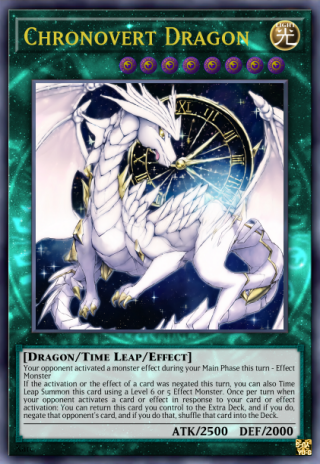 Chronovert Dragon
LIGHT
光
[Dragon/Time Leap/Effect]
Your opponent activated a monster effect during your Main Phase this turn - Effect
Monster
If the activation or the effect of a card was negated this turn, you can also Time
Leap Summon this card using a Level 6 or 5 Effect Monster. Once per turn when
your opponent activates a card or effect in response to your card or effect
activation: You can return this card you control to the Extra Deck, and if you do,
negate that opponent's card, and if you do that, shuffle that card into the Deck.
ATK/2500 DEF/2000